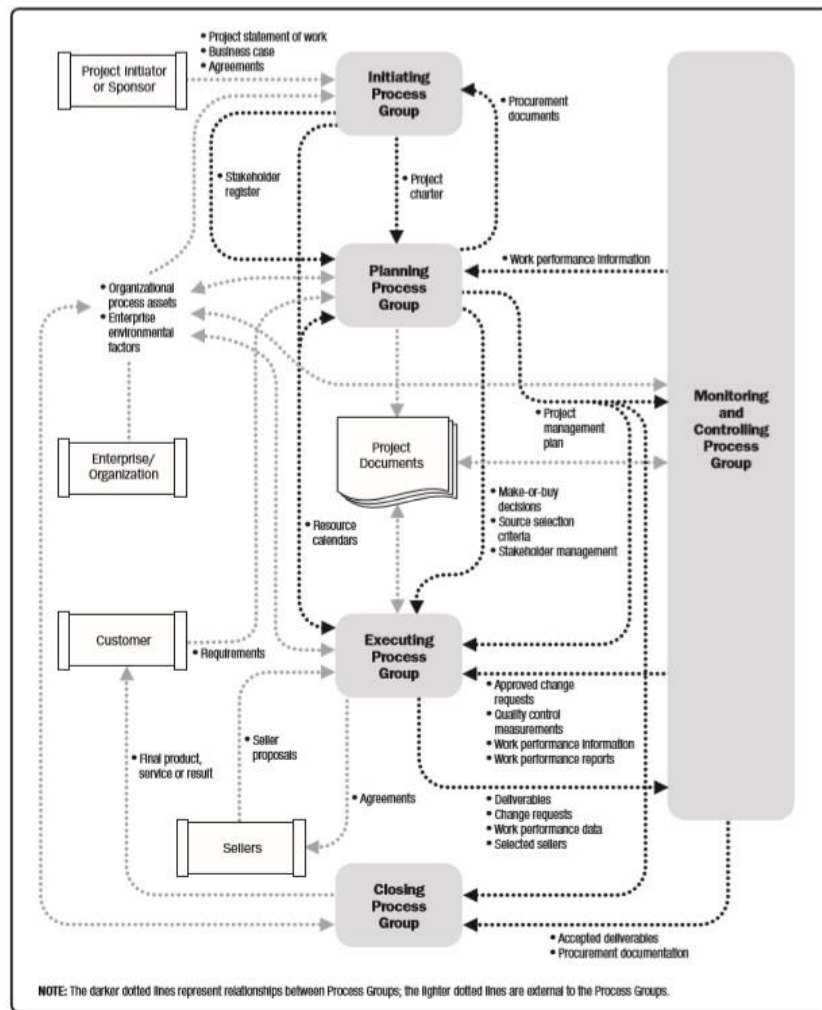 • Project statement of work
• Business case
• Agreements
Project Initiator
or Sponsor
Initiating
Process
Group
• Procurement
documents
• Stakeholder
register
• Project
charter
Planning
Process
Group
• Work performance Information
• Organizational
process assets
• Enterprise
environmental
factors
Monitoring
and
Controlling
Process
Group
• Project
management
plan
Enterprise/
Organization
Project
Documents
• Make-or-buy
decisions
• Source selection
criteria
• Stakeholder management
• Resource
calendars
Customer
• Requirements
Executing
Process
Group
• Approved change
requests
• Quality control
measurements
• Work performance Information
• Work performance reports
• Seller
proposals
• Final product,
service or result
• Agreements
• Deliverables
• Change requests
• Work performance data
• Selected sellers
Sellers
Closing
Process
Group
• Accepted deliverables
• Procurement documentation
NOTE: The darker dotted lines represent relationships between Process Groups; the lighter dotted lines are external to the Process Groups.